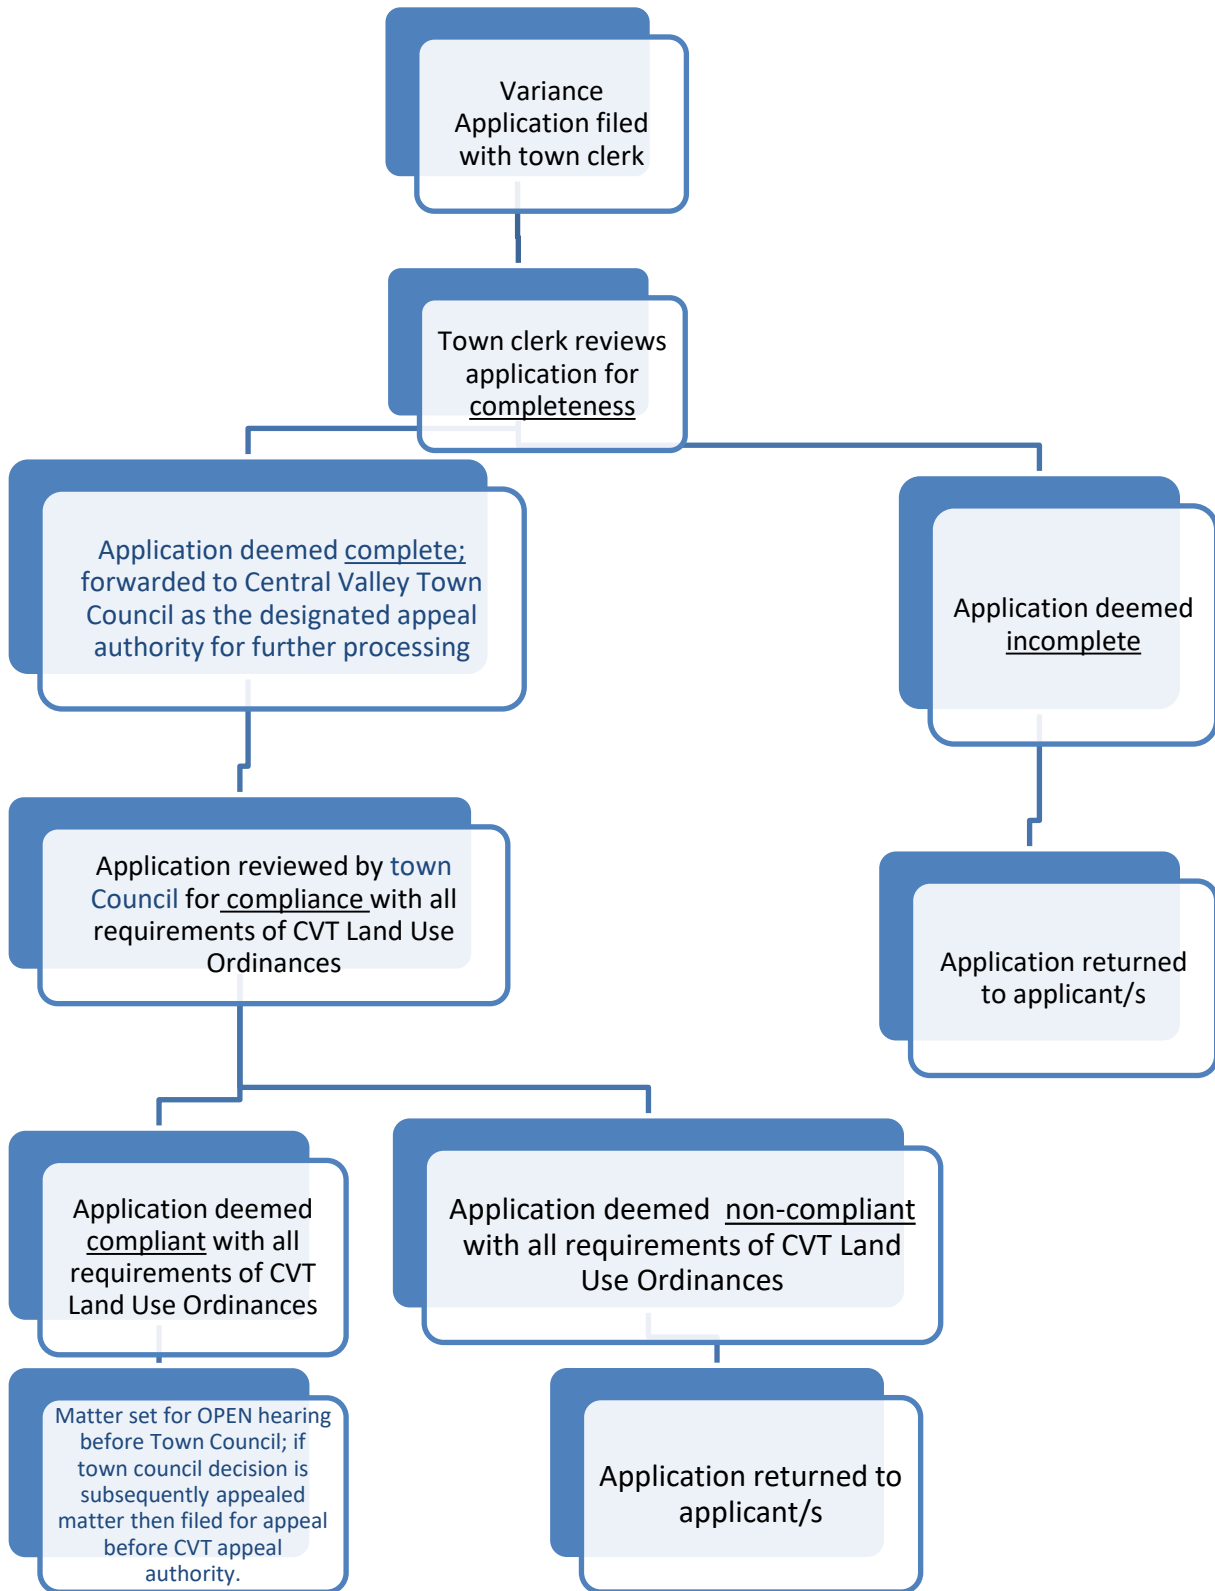 Variance
Application filed
with town clerk
Town clerk reviews
application for
completeness
Application deemed complete;
forwarded to Central Valley Town
Council as the designated appeal
authority for further processing
Application deemed
incomplete
Application reviewed by town
Council for compliance with all
requirements of CVT Land Use
Ordinances
Application returned
to applicant/s
Application deemed
compliant with all
requirements of CVT
Land Use Ordinances
Application deemed  non-compliant
with all requirements of CVT Land
Use Ordinances
Matter set for OPEN hearing
before Town Council; if
town council decision is
subsequently appealed
matter then filed for appeal
before CVT appeal
authority.
Application returned to
applicant/s